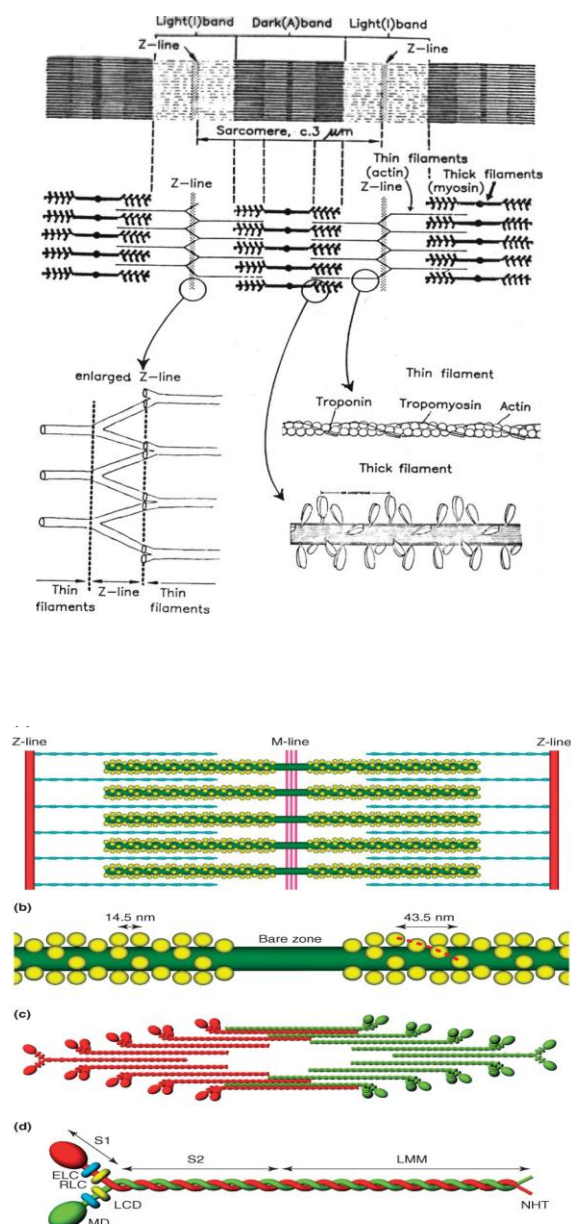 Light(I)band Dark(A)band Light(I)band
Z-line Z-line
Sarcomere, c.3 µm
Thin filaments
(actin)
Thick filaments
(myosin)
Z-line Z-line
enlarged Z-line
Thin filament
Troponin Tropomyosin Actin
Thick filament
Thin
filaments
Z-line
Thin
filaments
Z-line M-line Z-line
(b)
14.5 nm 43.5 nm
Bare zone
(c)
(d)
S1
S2 LMM
ELC
RLC
LCD
MD
NHT